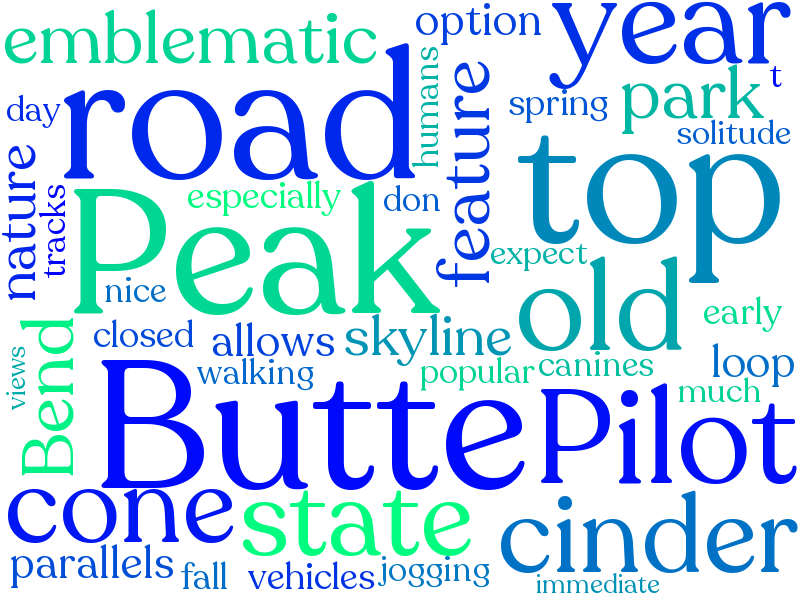 emblematic
option
year
road
humans
feature
t
day
spring
park
solitude
nature
tracks
especially
don
top
Peak
expect
nice
old
early
closed
allows
skyline
loop
views
Bend
walking
popular
canines
much
Butte
Pilot
cone
state
cinder
parallels
fall
vehicles
jogging
immediate